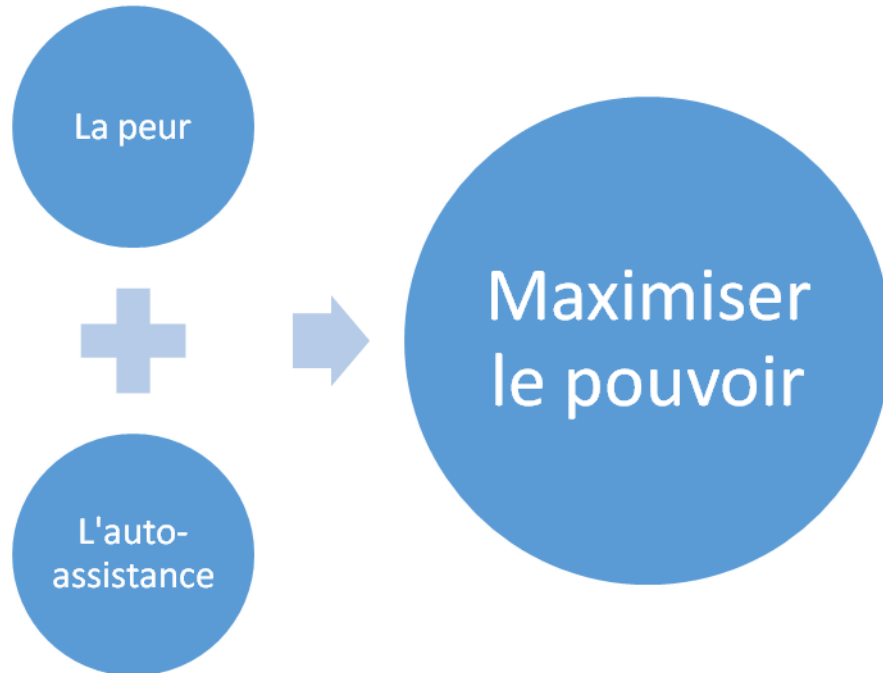 La peur
L'auto-
assistance
Maximiser
le pouvoir